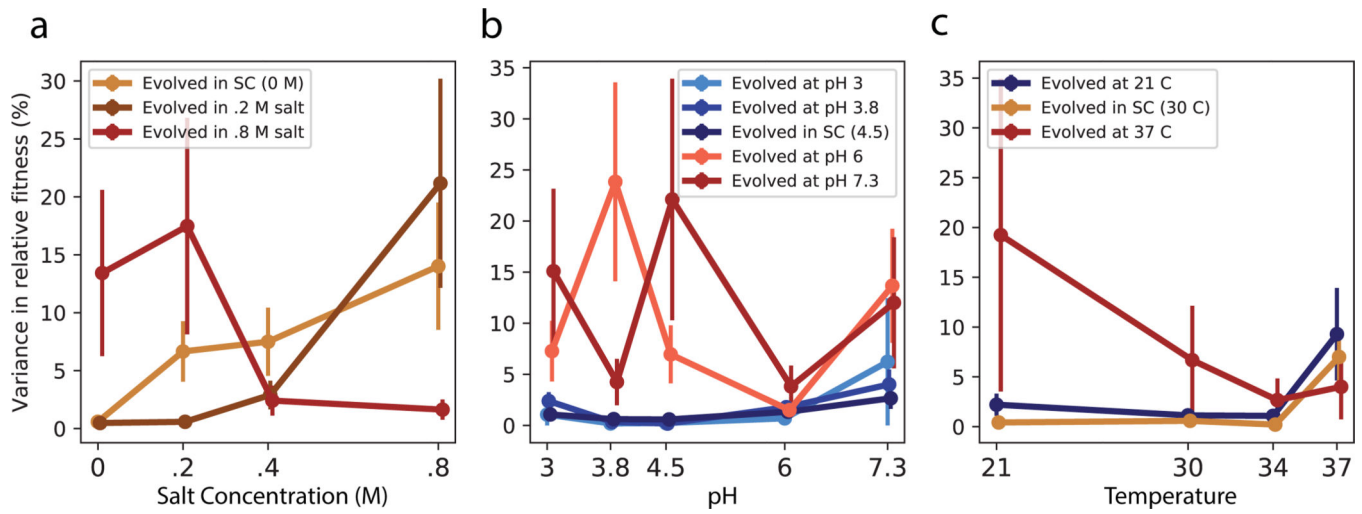 a
b
c
Variance in relative fitness (%)
30
25
20
15
10
5
0
Evolved in SC (0 M)
Evolved in .2 M salt
Evolved in .8 M salt
0
.2
.4
.8
Salt Concentration (M)
35
30
25
20
15
10
5
0
Evolved at pH 3
Evolved at pH 3.8
Evolved in SC (4.5)
Evolved at pH 6
Evolved at pH 7.3
3
3.8
4.5
6
7.3
pH
35
30
25
20
15
10
5
0
Evolved at 21 C
Evolved in SC (30 C)
Evolved at 37 C
21
30
34
37
Temperature